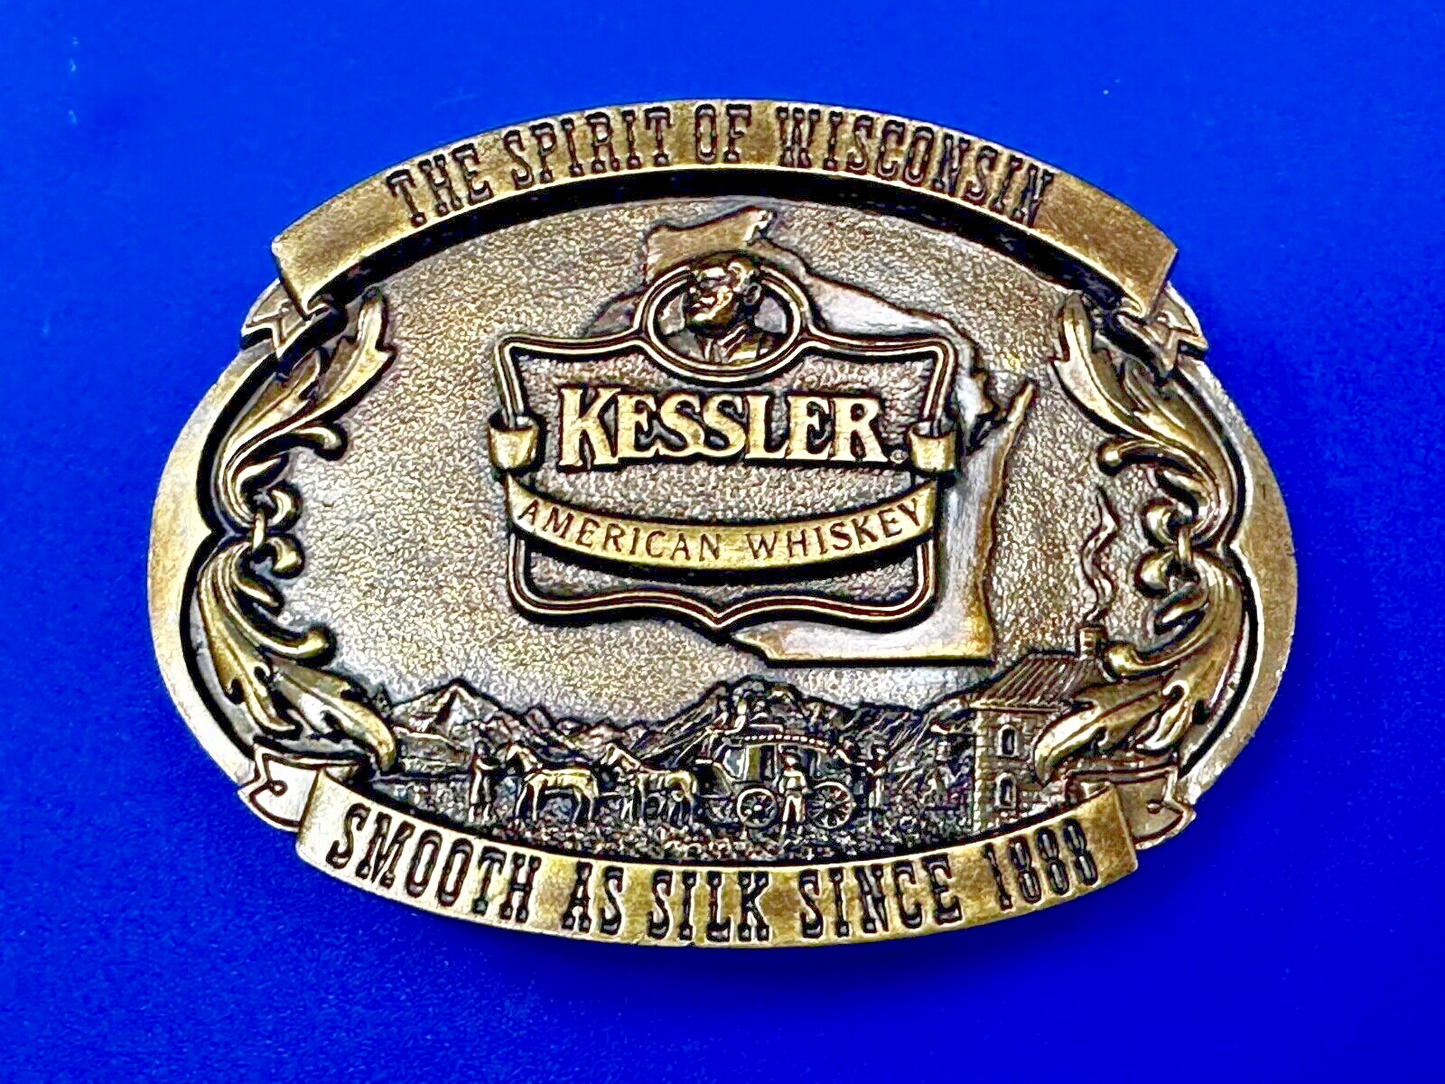 THE SPIRIT OF WISCONSIN
KESSLER
AMERICAN WHISKEY
SMOOTH AS SILK SINCE 1888